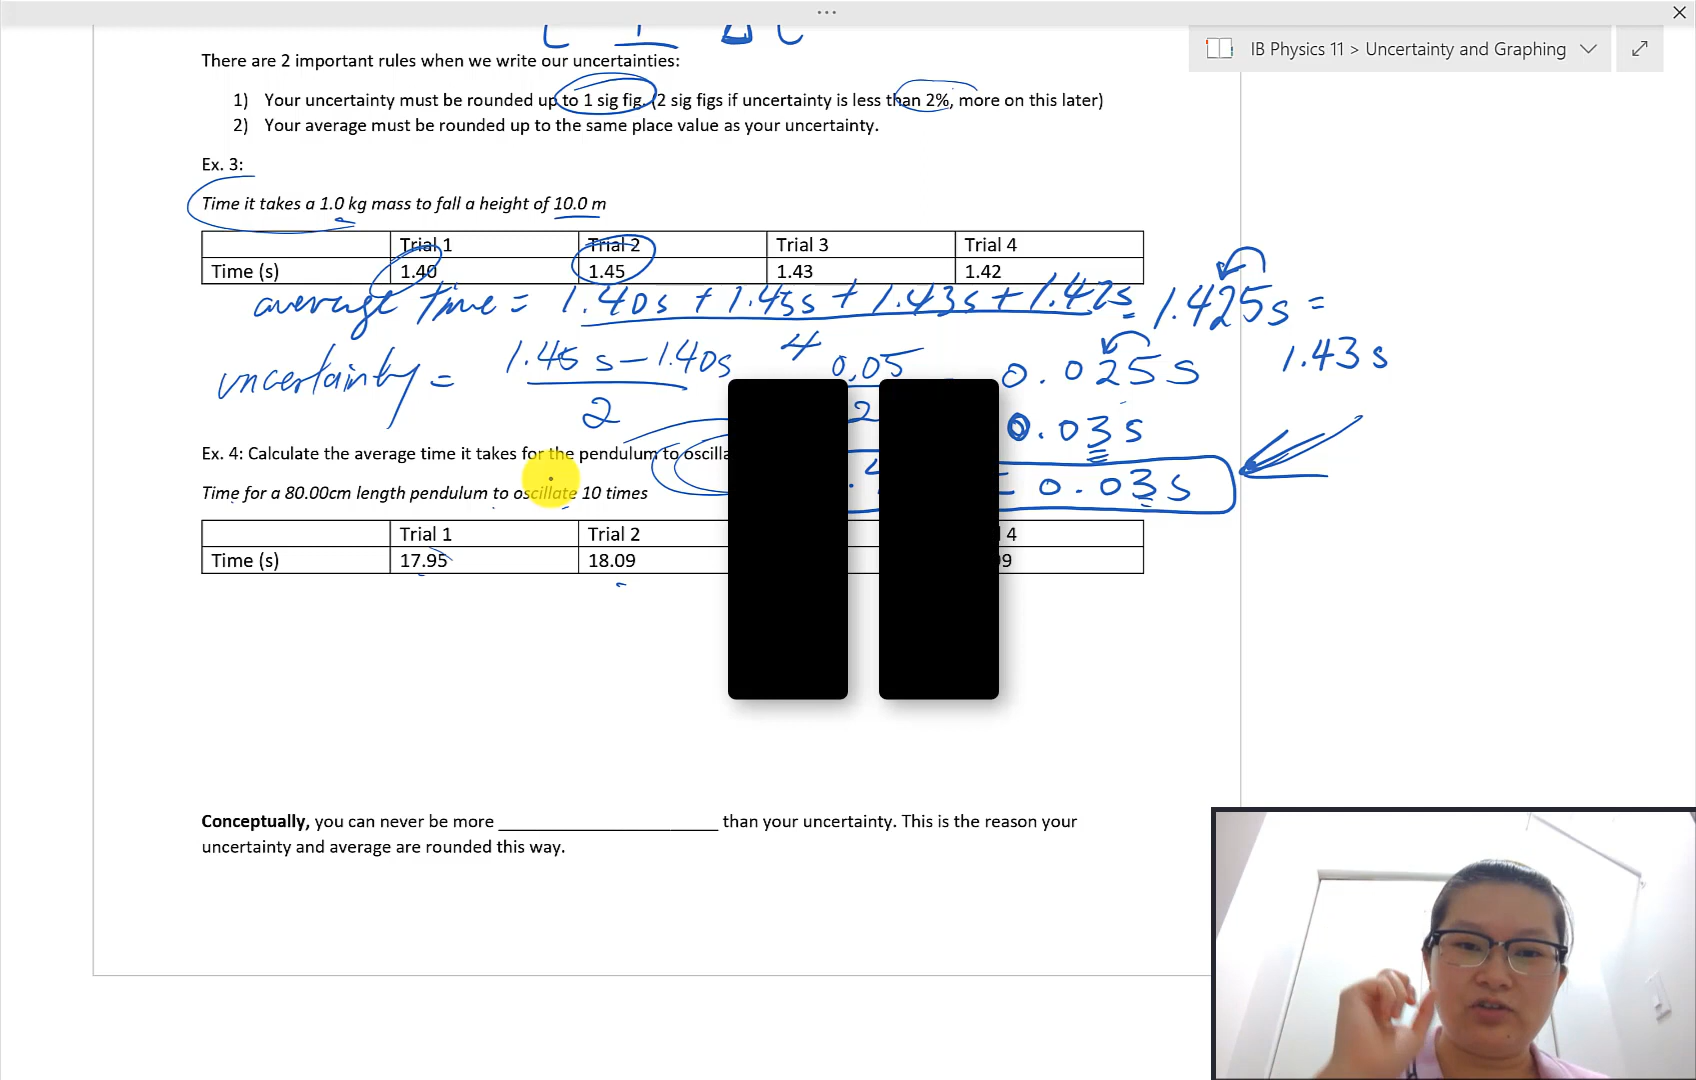 IB Physics 11 > Uncertainty and Graphing
There are 2 important rules when we write our uncertainties:
1) Your uncertainty must be rounded up to 1 sig fig. (2 sig figs if uncertainty is less than 2%, more on this later)
2) Your average must be rounded up to the same place value as your uncertainty.
Ex. 3:
Time it takes a 1.0 kg mass to fall a height of 10.0 m
Trial 1 Trial 2 Trial 3 Trial 4
Time (s) 1.40 1.45 1.43 1.42
average time = 1.40s + 1.45s + 1.43s + 1.42s = 1.425s =
4
1.43 s
uncertainty = 1.45 s - 1.40s 0.05 0.025 s
2 2
0.03 s
0.03 s
Ex. 4: Calculate the average time it takes for the pendulum to
Time for a 80.00cm length pendulum to oscillate 10 times
Trial 1 Trial 2 4
Time (s) 17.95 18.09 9
Conceptually, you can never be more ______________________ than your uncertainty. This is the reason your
uncertainty and average are rounded this way.